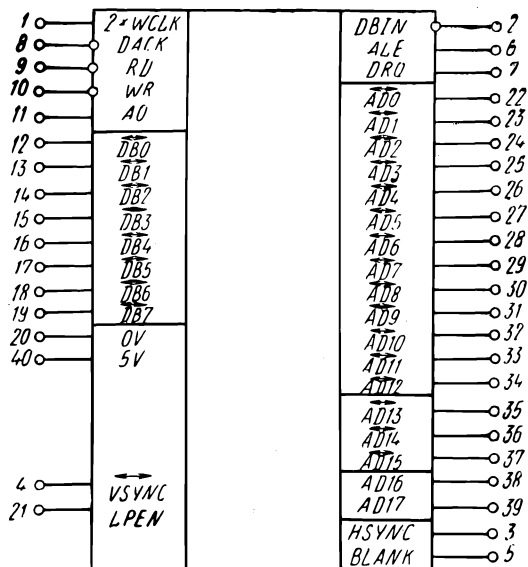 1 2×WCLK
8 DACK
9 RD
10 WR
11 A0
12 DB0
13 DB1
14 DB2
15 DB3
16 DB4
17 DB5
18 DB6
19 DB7
20 0V
40 5V
4 VSYNC
21 LPEN
DBIN 2
ALE 6
DRQ 7
AD0 22
AD1 23
AD2 24
AD3 25
AD4 26
AD5 27
AD6 28
AD7 29
AD8 30
AD9 31
AD10 32
AD11 33
AD12 34
AD13 35
AD14 36
AD15 37
AD16 38
AD17 39
HSYNC 3
BLANK 5